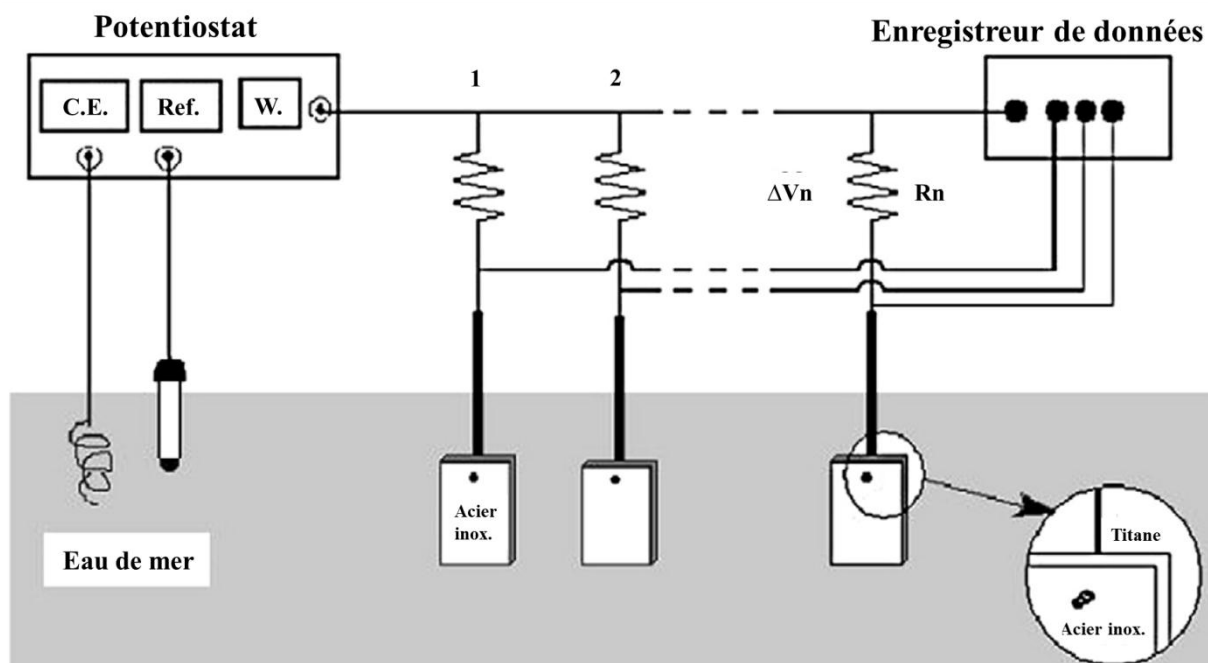 Potentiostat
Enregistreur de données
C.E.
Ref.
W.
1
2
ΔVn
Rn
Acier
inox.
Eau de mer
Titane
Acier inox.